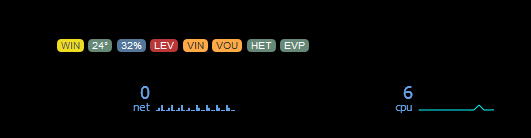 WIN 24° 32% LEV VIN VOU HET EVP
0 6
net cpu